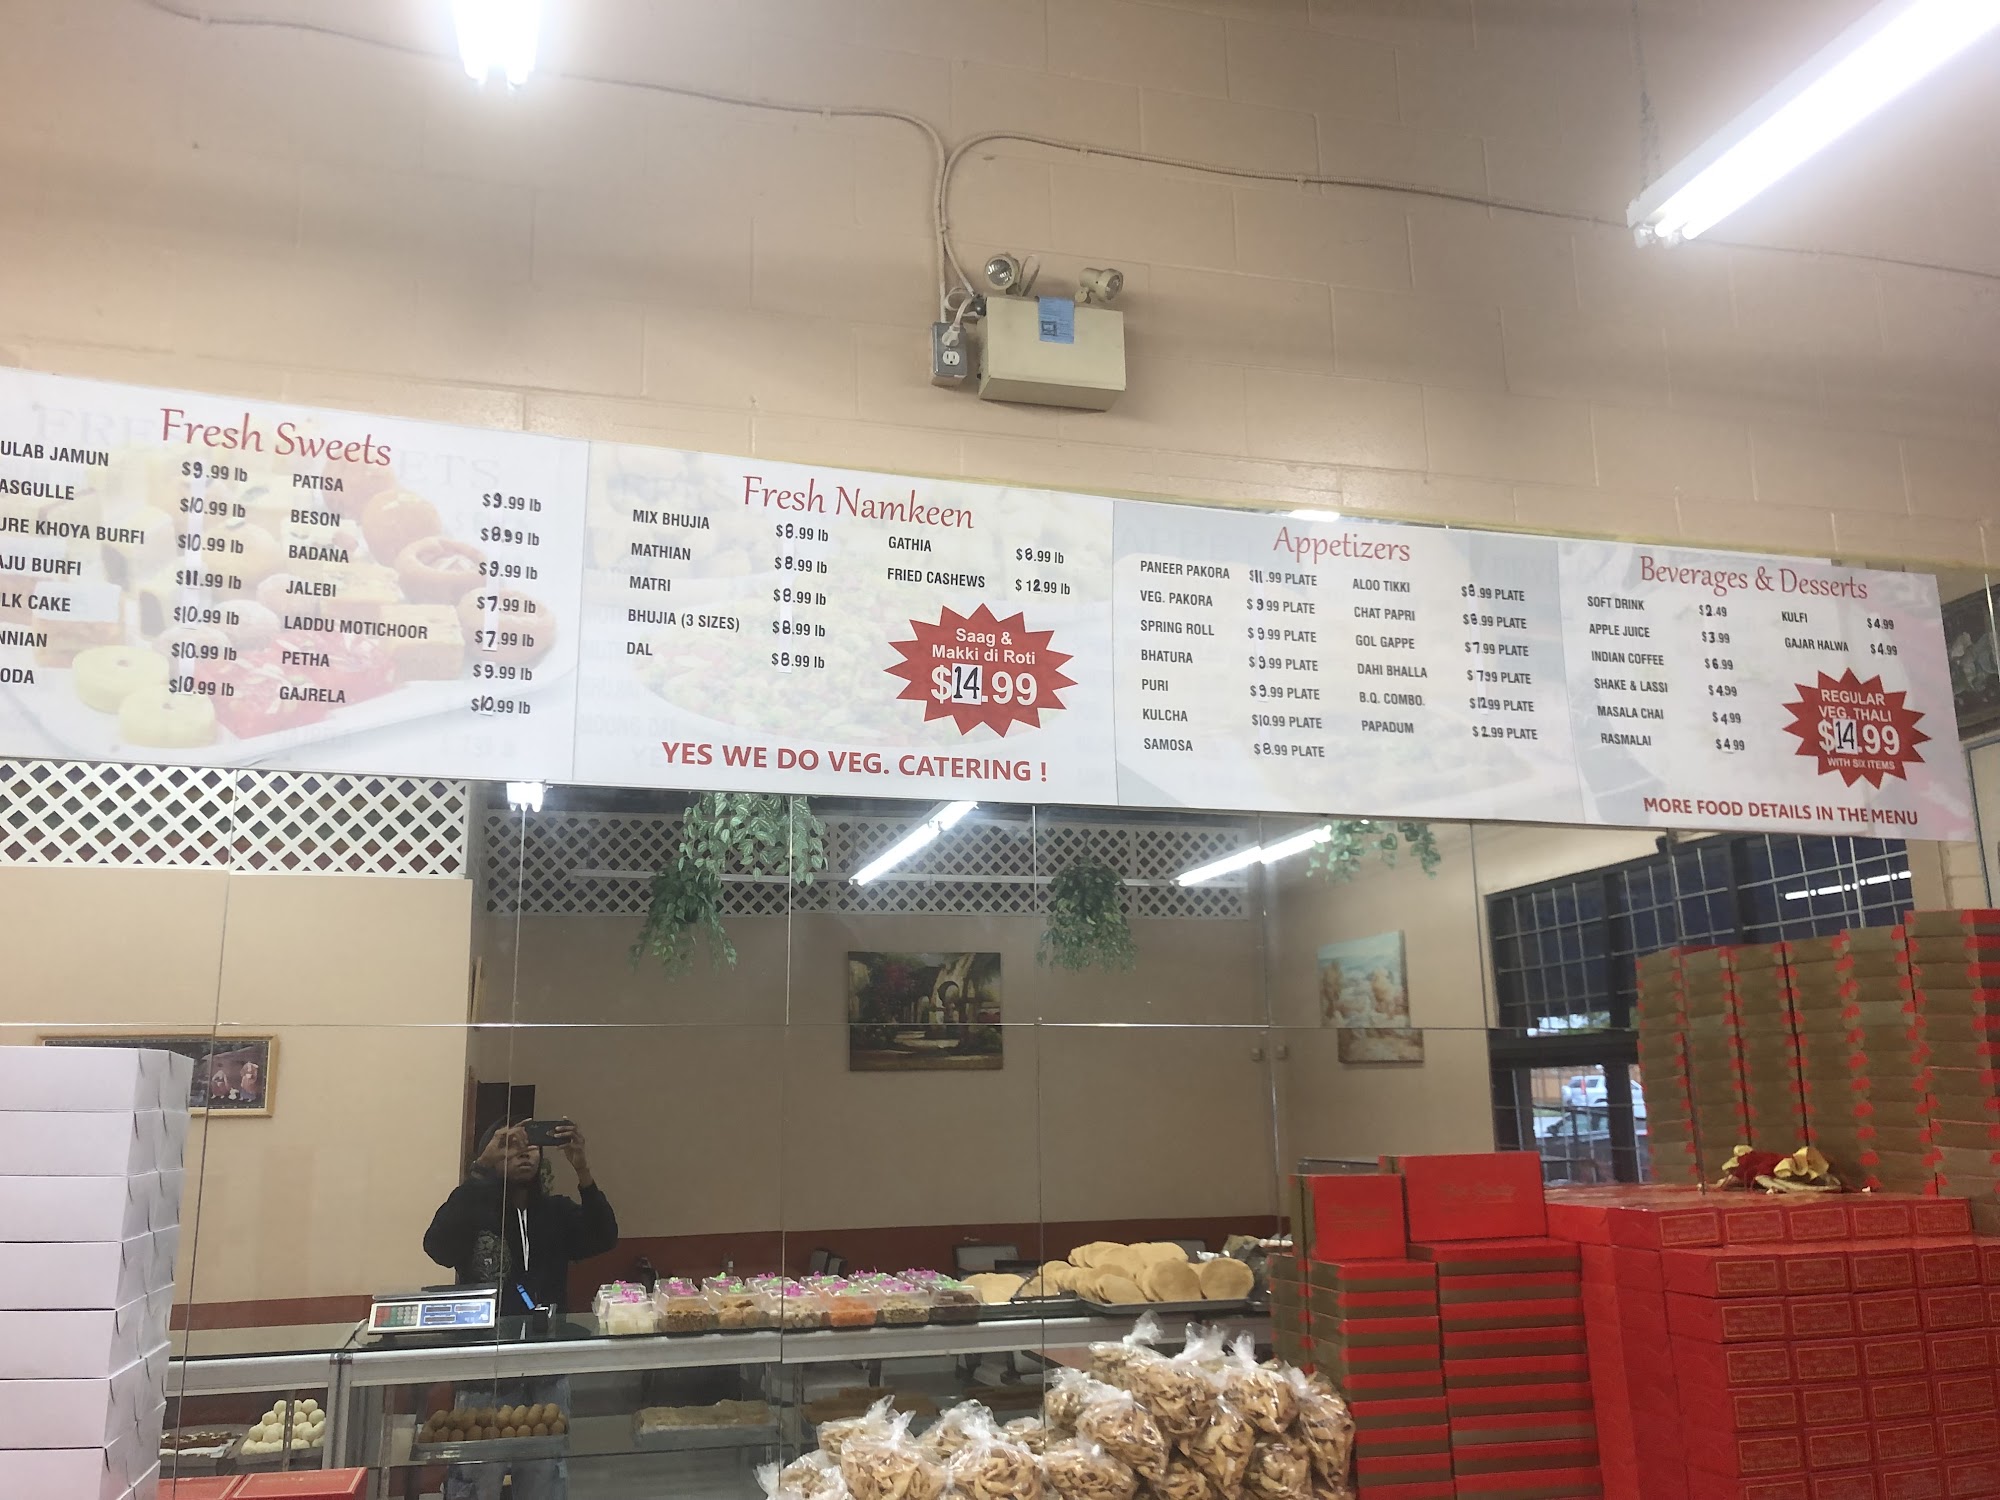 Fresh Sweets
ULAB JAMUN $9.99 lb
ASGULLE $10.99 lb
URE KHOYA BURFI $10.99 lb
AJU BURFI $11.99 lb
LK CAKE $10.99 lb
NNIAN $10.99 lb
ODA $10.99 lb
PATISA $9.99 lb
BESON $8.99 lb
BADANA $9.99 lb
JALEBI $7.99 lb
LADDU MOTICHOOR $7.99 lb
PETHA $9.99 lb
GAJRELA $10.99 lb
Fresh Namkeen
MIX BHUJIA $8.99 lb
MATHIAN $8.99 lb
MATRI $8.99 lb
BHUJIA (3 SIZES) $8.99 lb
DAL $8.99 lb
GATHIA $8.99 lb
FRIED CASHEWS $12.99 lb
Saag &
Makki di Roti
$14.99
YES WE DO VEG. CATERING !
Appetizers
PANEER PAKORA $11.99 PLATE
VEG. PAKORA $9.99 PLATE
SPRING ROLL $9.99 PLATE
BHATURA $9.99 PLATE
PURI $9.99 PLATE
KULCHA $10.99 PLATE
SAMOSA $8.99 PLATE
ALOO TIKKI $8.99 PLATE
CHAT PAPRI $8.99 PLATE
GOL GAPPE $7.99 PLATE
DAHI BHALLA $7.99 PLATE
B.Q. COMBO. $12.99 PLATE
PAPADUM $2.99 PLATE
Beverages & Desserts
SOFT DRINK $2.49
APPLE JUICE $3.99
INDIAN COFFEE $6.99
SHAKE & LASSI $4.99
MASALA CHAI $4.99
RASMALAI $4.99
KULFI $4.99
GAJAR HALWA $4.99
REGULAR
VEG. THALI
$14.99
WITH SIX ITEMS
MORE FOOD DETAILS IN THE MENU